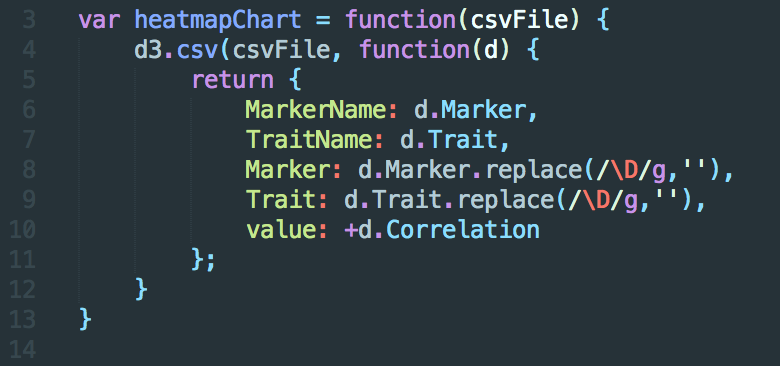 3 var heatmapChart = function(csvFile) {
4 d3.csv(csvFile, function(d) {
5 return {
6 MarkerName: d.Marker,
7 TraitName: d.Trait,
8 Marker: d.Marker.replace(/\D/g,''),
9 Trait: d.Trait.replace(/\D/g,''),
10 value: +d.Correlation
11 };
12 }
13 }
14